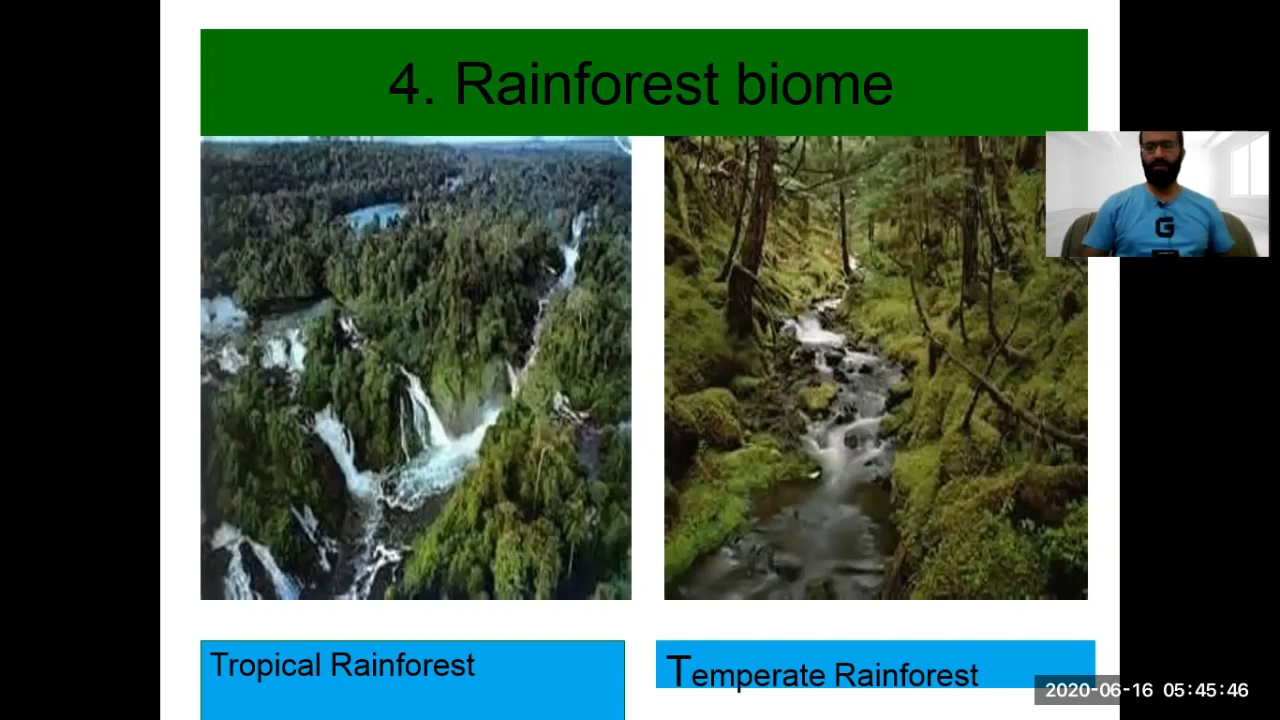 4. Rainforest biome
G
Tropical Rainforest
Temperate Rainforest
2020-06-16 05:45:46